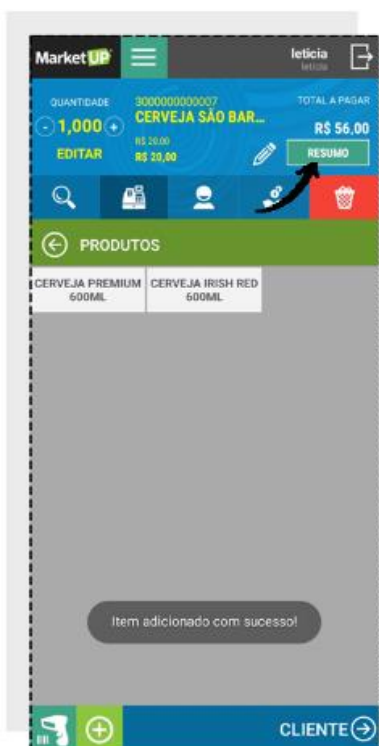 MarketUP
leticia
leticia
QUANTIDADE
3000000000007
TOTAL A PAGAR
- 1,000 +
CERVEJA SÃO BAR...
R$ 56,00
EDITAR
R$ 20,00
R$ 20,00
RESUMO
PRODUTOS
CERVEJA PREMIUM
600ML
CERVEJA IRISH RED
600ML
Item adicionado com sucesso!
CLIENTE